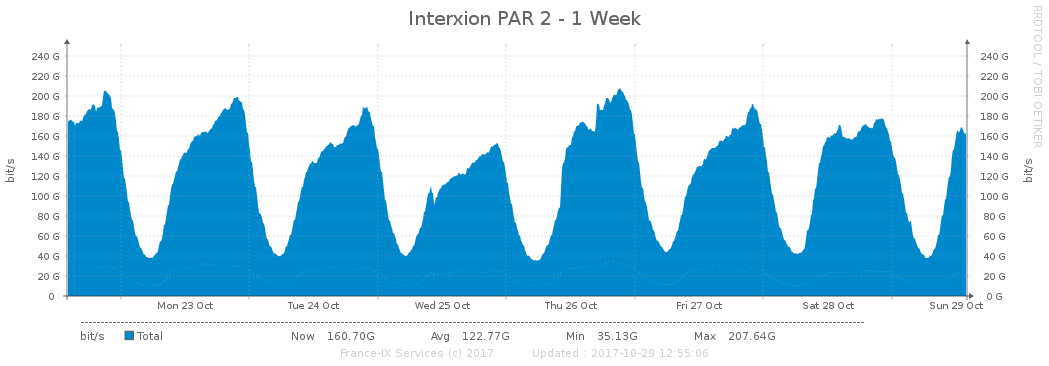 Interxion PAR 2 - 1 Week
RRDTOOL / TOBI OETIKER
240 G 240 G
220 G 220 G
200 G 200 G
180 G 180 G
160 G 160 G
140 G 140 G
120 G 120 G
100 G 100 G
80 G 80 G
60 G 60 G
40 G 40 G
20 G 20 G
0 0 G
bit/s
bit/s
Mon 23 Oct Tue 24 Oct Wed 25 Oct Thu 26 Oct Fri 27 Oct Sat 28 Oct Sun 29 Oct
bit/s Total Now 160.70G Avg 122.77G Min 35.13G Max 207.64G
France-IX Services (c) 2017 Updated : 2017-10-29 12:55:06